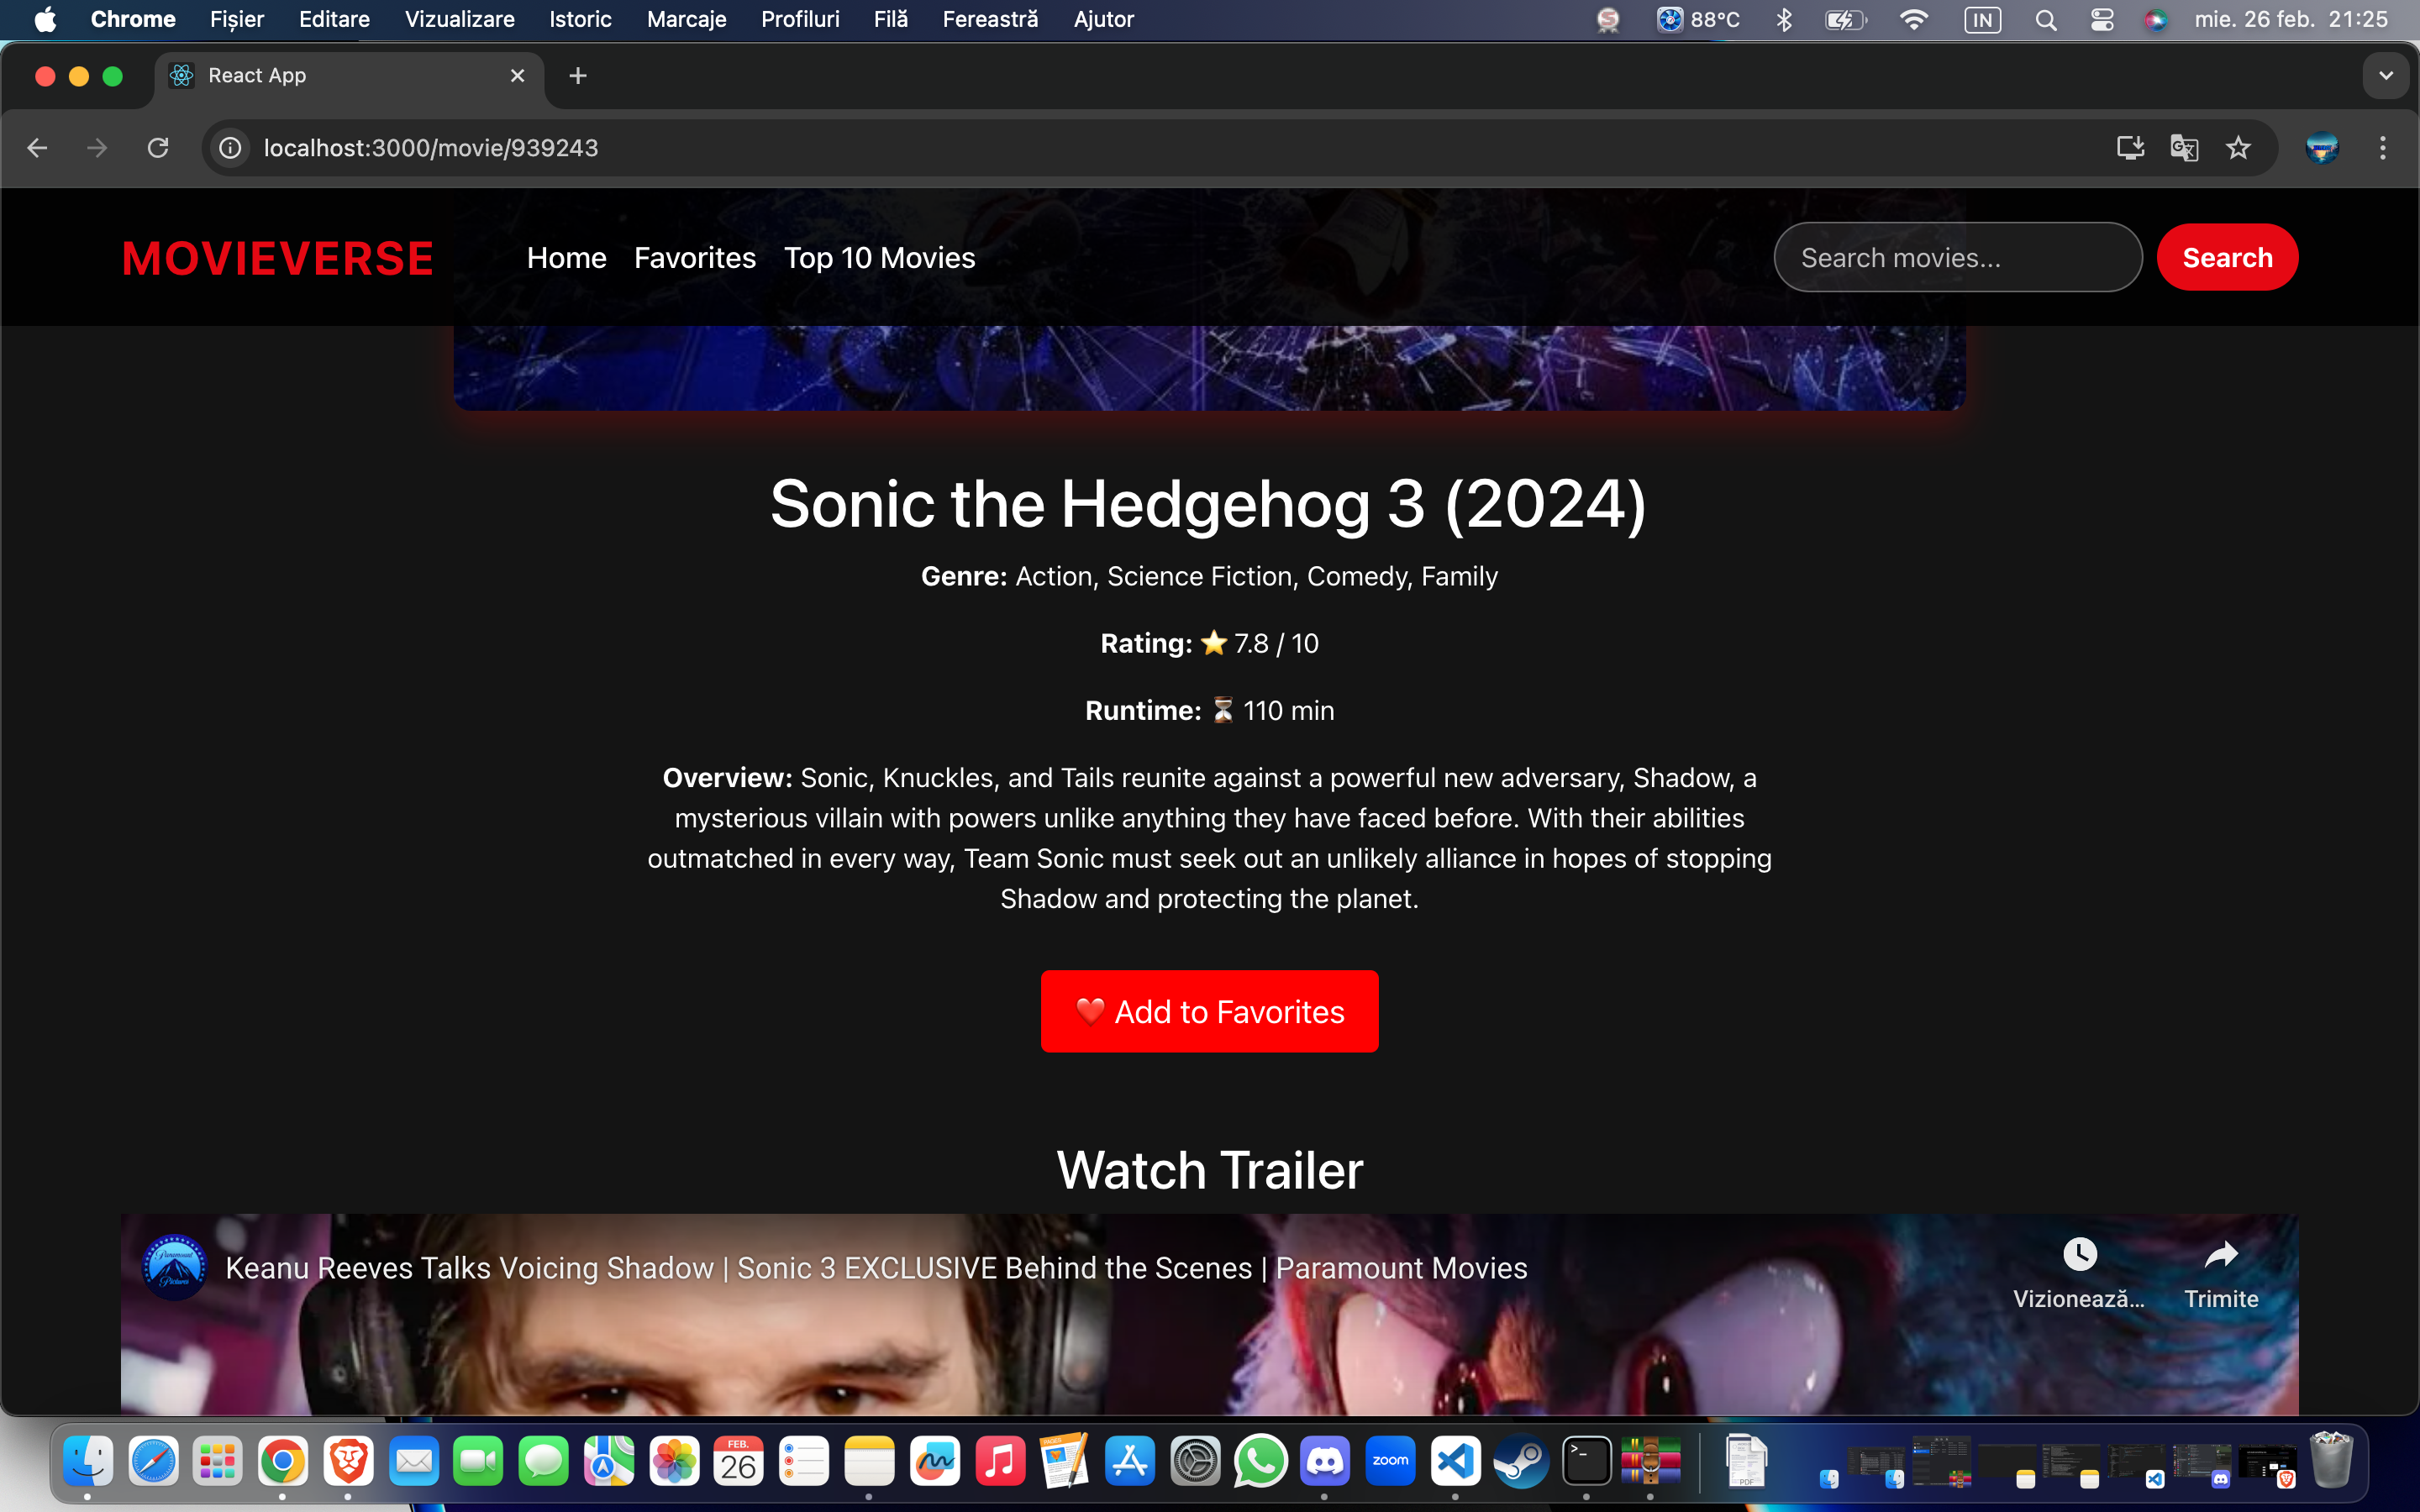 Chrome Fișier Editare Vizualizare Istoric Marcaje Profiluri Filă Fereastră Ajutor 88°C IN mie. 26 feb. 21:25
React App
localhost:3000/movie/939243
MOVIEVERSE Home Favorites Top 10 Movies Search movies... Search
Sonic the Hedgehog 3 (2024)
Genre: Action, Science Fiction, Comedy, Family
Rating: ⭐ 7.8 / 10
Runtime: ⏳ 110 min
Overview: Sonic, Knuckles, and Tails reunite against a powerful new adversary, Shadow, a
mysterious villain with powers unlike anything they have faced before. With their abilities
outmatched in every way, Team Sonic must seek out an unlikely alliance in hopes of stopping
Shadow and protecting the planet.
❤️ Add to Favorites
Watch Trailer
Keanu Reeves Talks Voicing Shadow | Sonic 3 EXCLUSIVE Behind the Scenes | Paramount Movies
Vizionează... Trimite
FEB.
26
zoom
PDF